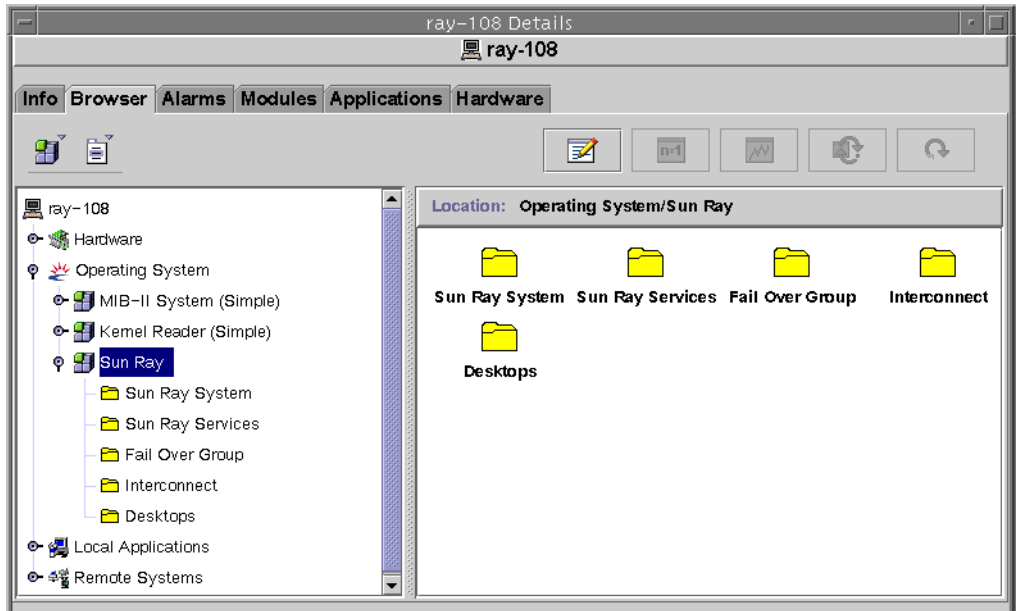 ray-108 Details
ray-108
Info Browser Alarms Modules Applications Hardware
n=1
ray-108
Hardware
Operating System
MIB-II System (Simple)
Kernel Reader (Simple)
Sun Ray
Sun Ray System
Sun Ray Services
Fail Over Group
Interconnect
Desktops
Local Applications
Remote Systems
Location: Operating System/Sun Ray
Sun Ray System Sun Ray Services Fail Over Group Interconnect
Desktops